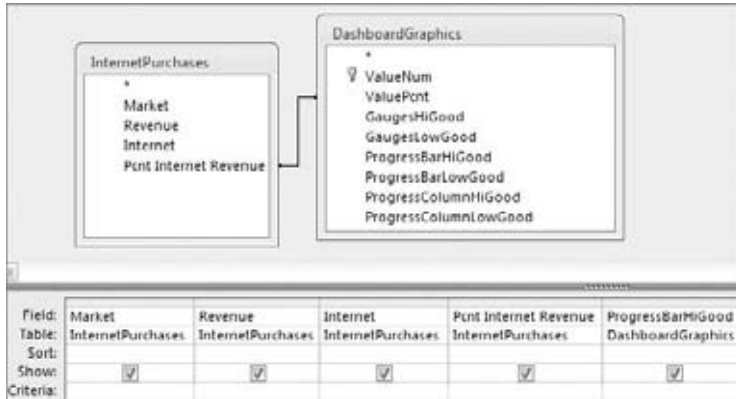 InternetPurchases
*
Market
Revenue
Internet
Pcnt Internet Revenue
DashboardGraphics
*
ValueNum
ValuePcnt
GaugesHiGood
GaugesLowGood
ProgressBarHiGood
ProgressBarLowGood
ProgressColumnHiGood
ProgressColumnLowGood
Field: Market Revenue Internet Pcnt Internet Revenue ProgressBarHiGood
Table: InternetPurchases InternetPurchases InternetPurchases InternetPurchases DashboardGraphics
Sort:
Show:
Criteria: